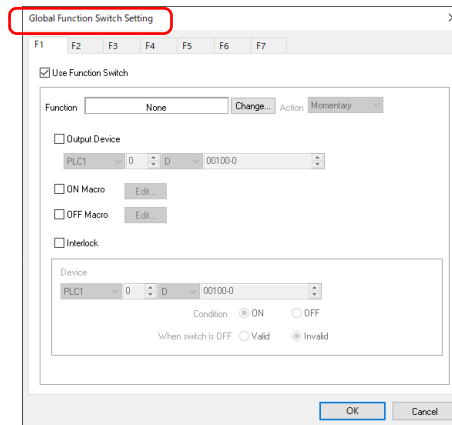 Global Function Switch Setting
F1 F2 F3 F4 F5 F6 F7
Use Function Switch
Function None Change... Action Momentary
Output Device
PLC1 0 D 00100-0
ON Macro Edit...
OFF Macro Edit...
Interlock
Device
PLC1 0 D 00100-0
Condition ON OFF
When switch is OFF Valid Invalid
OK Cancel